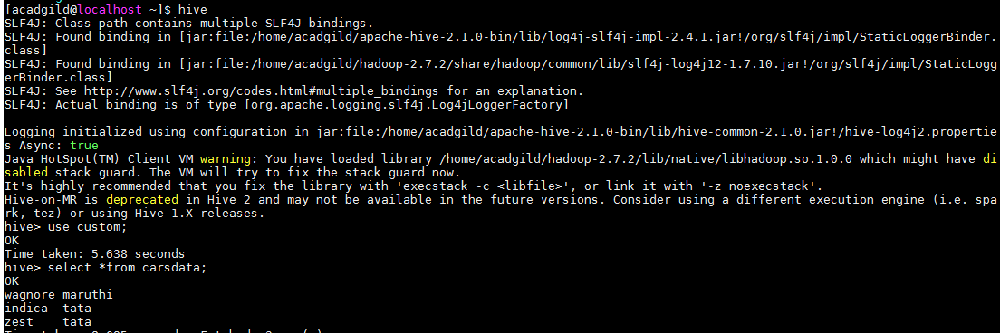 [acadgild@localhost ~]$ hive
SLF4J: Class path contains multiple SLF4J bindings.
SLF4J: Found binding in [jar:file:/home/acadgild/apache-hive-2.1.0-bin/lib/log4j-slf4j-impl-2.4.1.jar!/org/slf4j/impl/StaticLoggerBinder.
class]
SLF4J: Found binding in [jar:file:/home/acadgild/hadoop-2.7.2/share/hadoop/common/lib/slf4j-log4j12-1.7.10.jar!/org/slf4j/impl/StaticLogg
erBinder.class]
SLF4J: See http://www.slf4j.org/codes.html#multiple_bindings for an explanation.
SLF4J: Actual binding is of type [org.apache.logging.slf4j.Log4jLoggerFactory]
Logging initialized using configuration in jar:file:/home/acadgild/apache-hive-2.1.0-bin/lib/hive-common-2.1.0.jar!/hive-log4j2.propertie
s Async: true
Java HotSpot(TM) Client VM warning: You have loaded library /home/acadgild/hadoop-2.7.2/lib/native/libhadoop.so.1.0.0 which might have di
sabled stack guard. The VM will try to fix the stack guard now.
It's highly recommended that you fix the library with 'execstack -c <libfile>', or link it with '-z noexecstack'.
Hive-on-MR is deprecated in Hive 2 and may not be available in the future versions. Consider using a different execution engine (i.e. spa
rk, tez) or using Hive 1.X releases.
hive> use custom;
OK
Time taken: 5.638 seconds
hive> select *from carsdata;
OK
wagnore maruthi
indica tata
zest tata